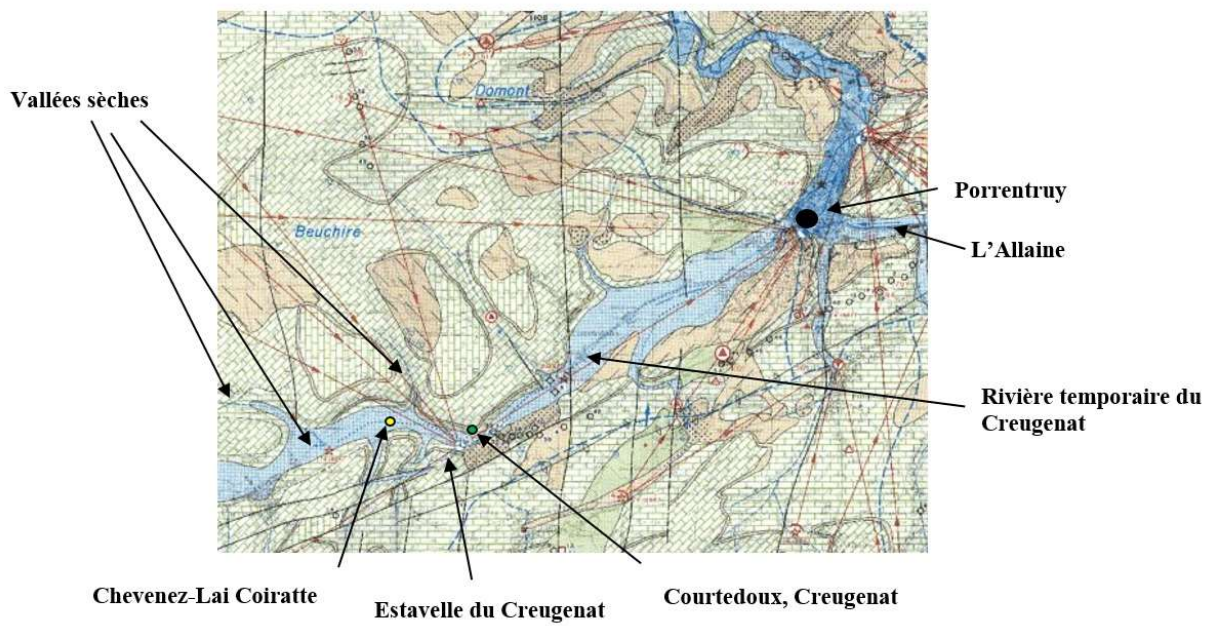 Domont
Vallées sèches
Porrentruy
Beuchire
L'Allaine
Rivière temporaire du
Creugenat
Chevenez-Lai Coiratte
Estavelle du Creugenat
Courtedoux, Creugenat